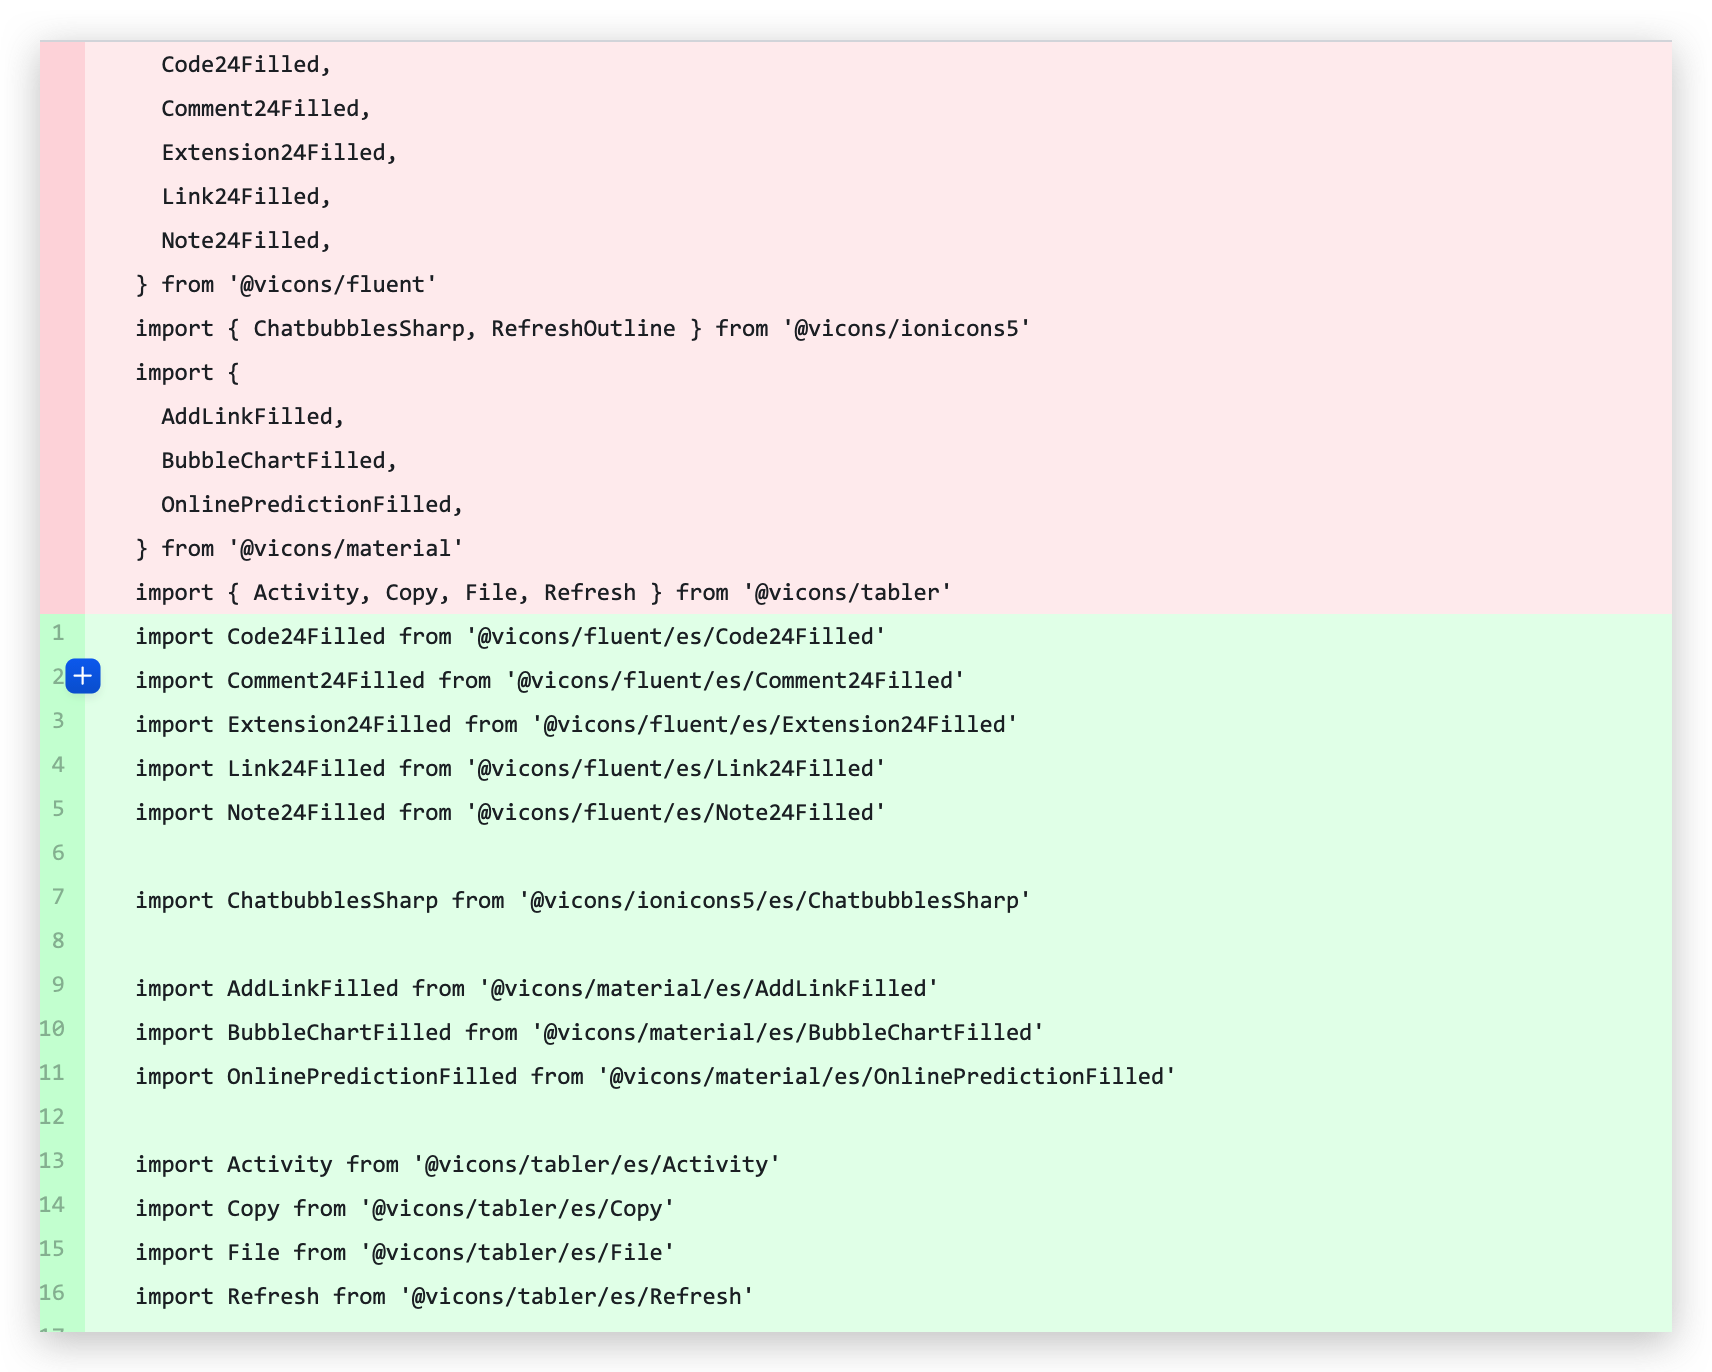 Code24Filled,
Comment24Filled,
Extension24Filled,
Link24Filled,
Note24Filled,
} from '@vicons/fluent'
import { ChatbubblesSharp, RefreshOutline } from '@vicons/ionicons5'
import {
AddLinkFilled,
BubbleChartFilled,
OnlinePredictionFilled,
} from '@vicons/material'
import { Activity, Copy, File, Refresh } from '@vicons/tabler'
1 import Code24Filled from '@vicons/fluent/es/Code24Filled'
2 + import Comment24Filled from '@vicons/fluent/es/Comment24Filled'
3 import Extension24Filled from '@vicons/fluent/es/Extension24Filled'
4 import Link24Filled from '@vicons/fluent/es/Link24Filled'
5 import Note24Filled from '@vicons/fluent/es/Note24Filled'
6
7 import ChatbubblesSharp from '@vicons/ionicons5/es/ChatbubblesSharp'
8
9 import AddLinkFilled from '@vicons/material/es/AddLinkFilled'
10 import BubbleChartFilled from '@vicons/material/es/BubbleChartFilled'
11 import OnlinePredictionFilled from '@vicons/material/es/OnlinePredictionFilled'
12
13 import Activity from '@vicons/tabler/es/Activity'
14 import Copy from '@vicons/tabler/es/Copy'
15 import File from '@vicons/tabler/es/File'
16 import Refresh from '@vicons/tabler/es/Refresh'